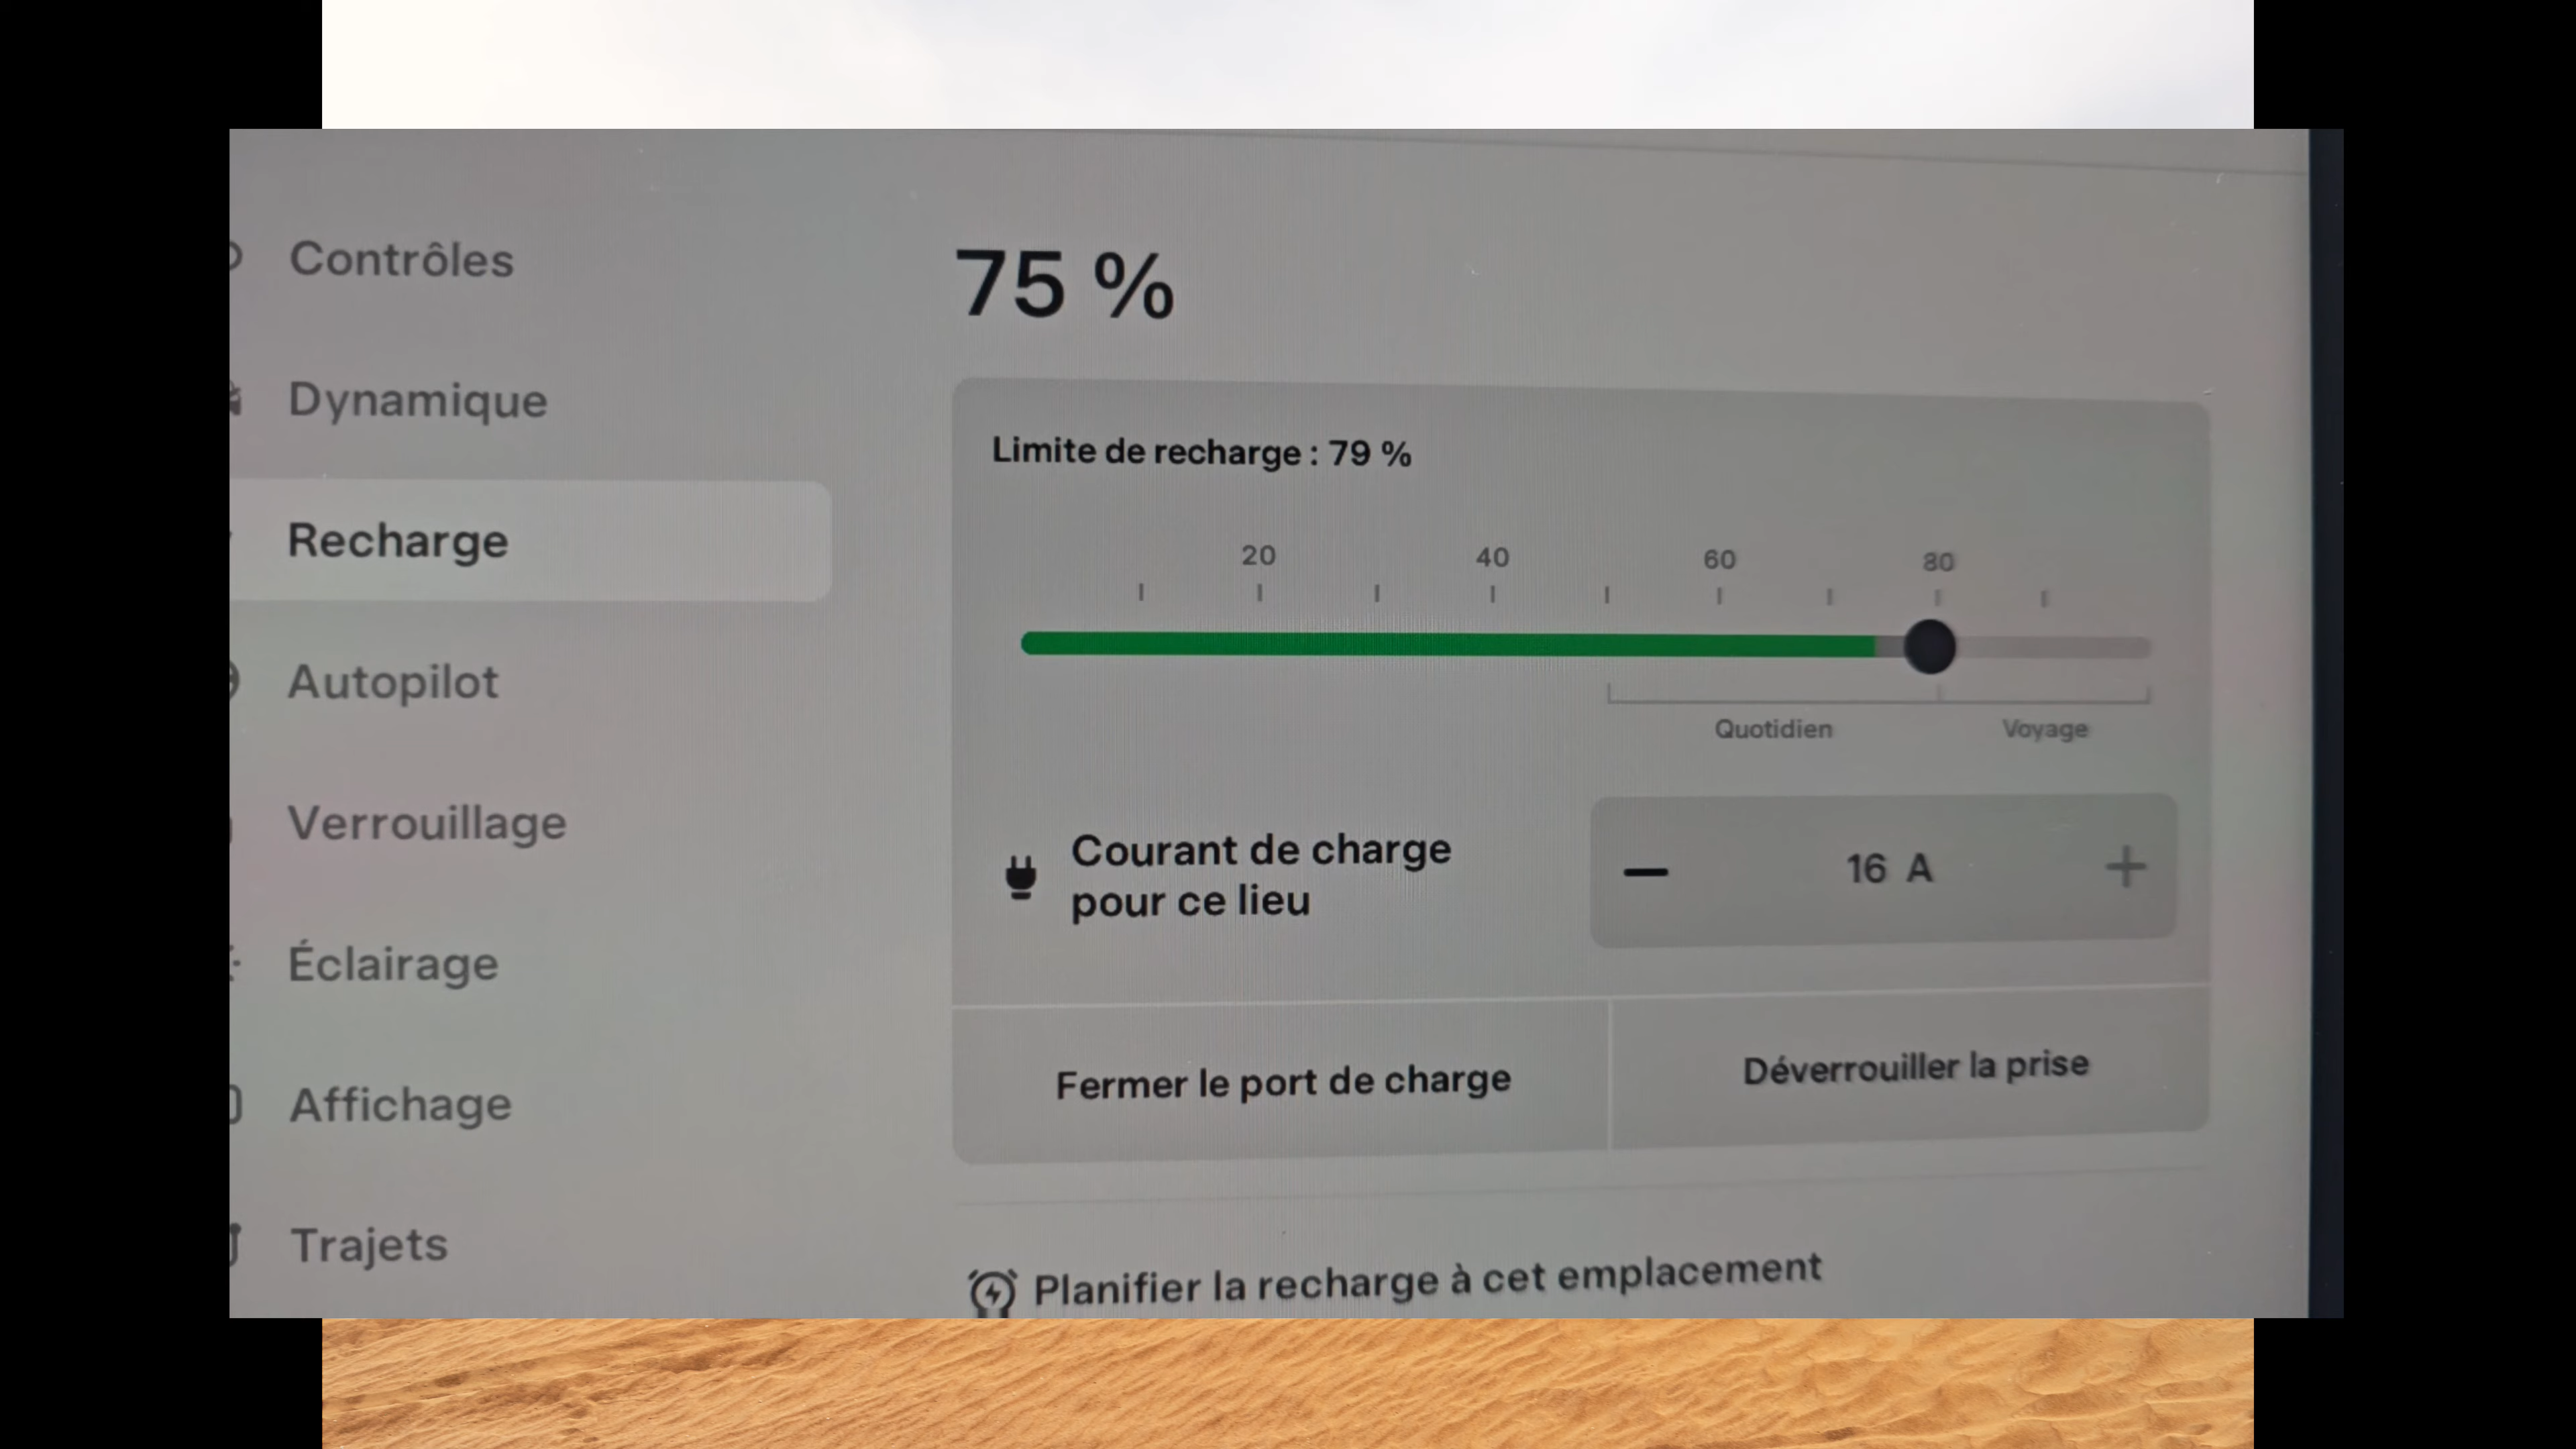 Contrôles
Dynamique
Recharge
Autopilot
Verrouillage
Éclairage
Affichage
Trajets
75 %
Limite de recharge : 79 %
20 40 60 80
Quotidien Voyage
Courant de charge
pour ce lieu
16 A
Fermer le port de charge
Déverrouiller la prise
Planifier la recharge à cet emplacement